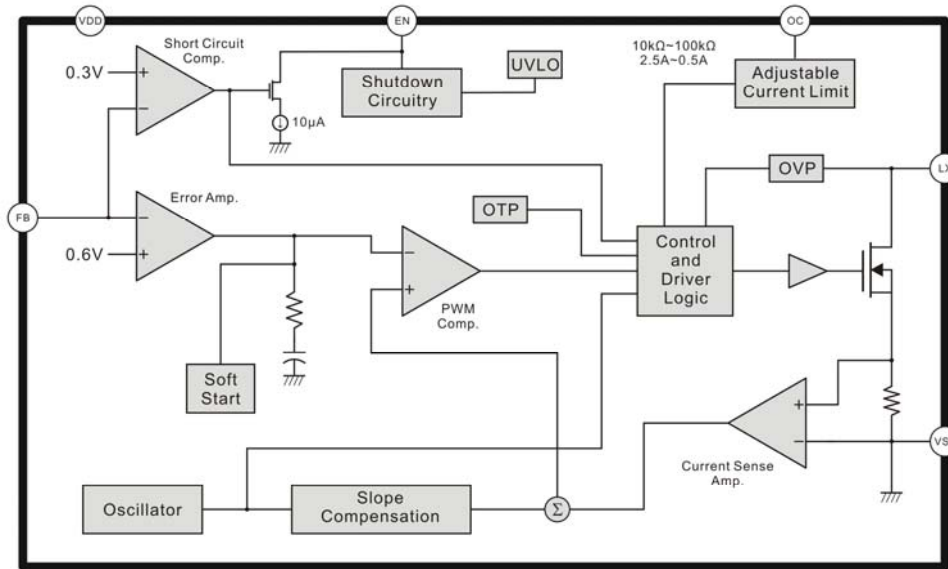 VDD
EN
OC
Short Circuit
Comp.
0.3V
+
−
10µA
Shutdown
Circuitry
UVLO
10kΩ~100kΩ
2.5A~0.5A
Adjustable
Current Limit
OVP
LX
FB
Error Amp.
−
0.6V
+
OTP
−
+
PWM
Comp.
Control
and
Driver
Logic
Soft
Start
+
−
Current Sense
Amp.
VS
Oscillator
Slope
Compensation
Σ